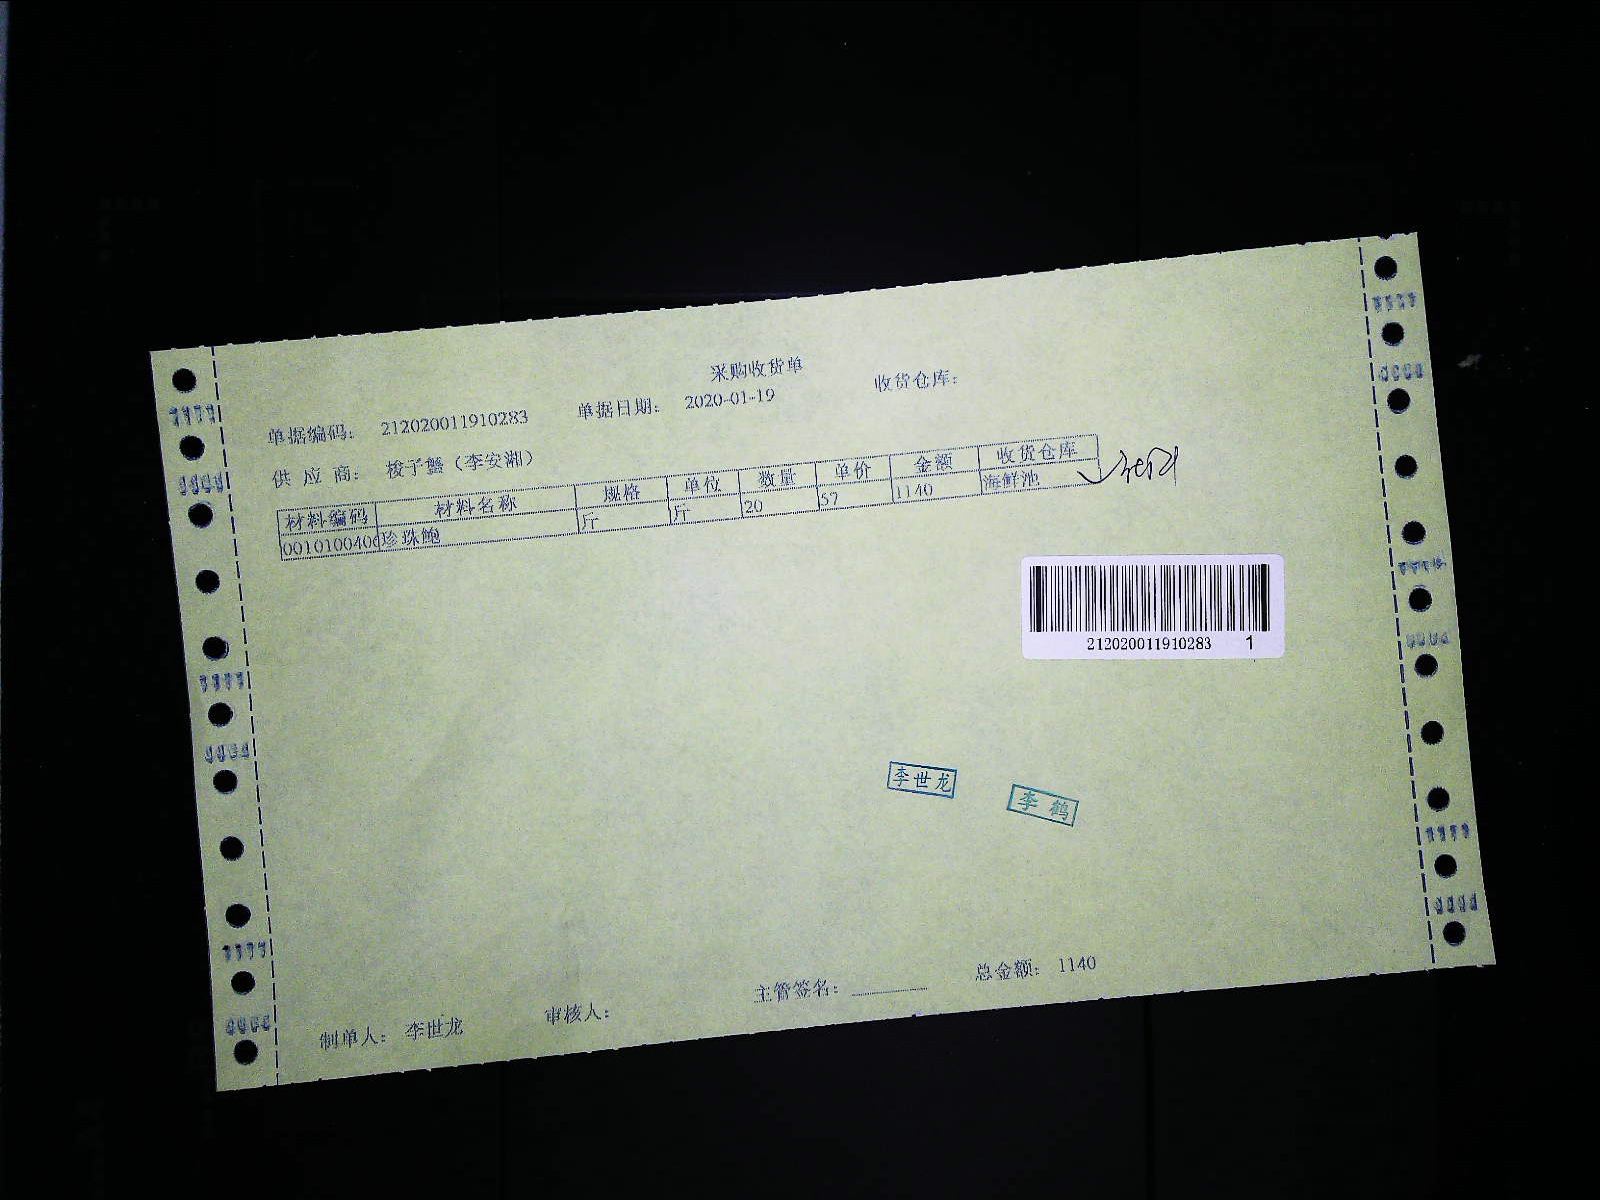 采购收货单
单据编码： 212020011910283 单据日期： 2020-01-19 收货仓库：
供 应 商： 梭子蟹（李安湘）
材料编码 材料名称 规格 单位 数量 单价 金额 收货仓库
001010040 珍珠鲍 斤 斤 20 57 1140 海鲜池
212020011910283 1
李世龙
李 鹤
制单人： 李世龙 审核人： 主管签名： 总金额： 1140